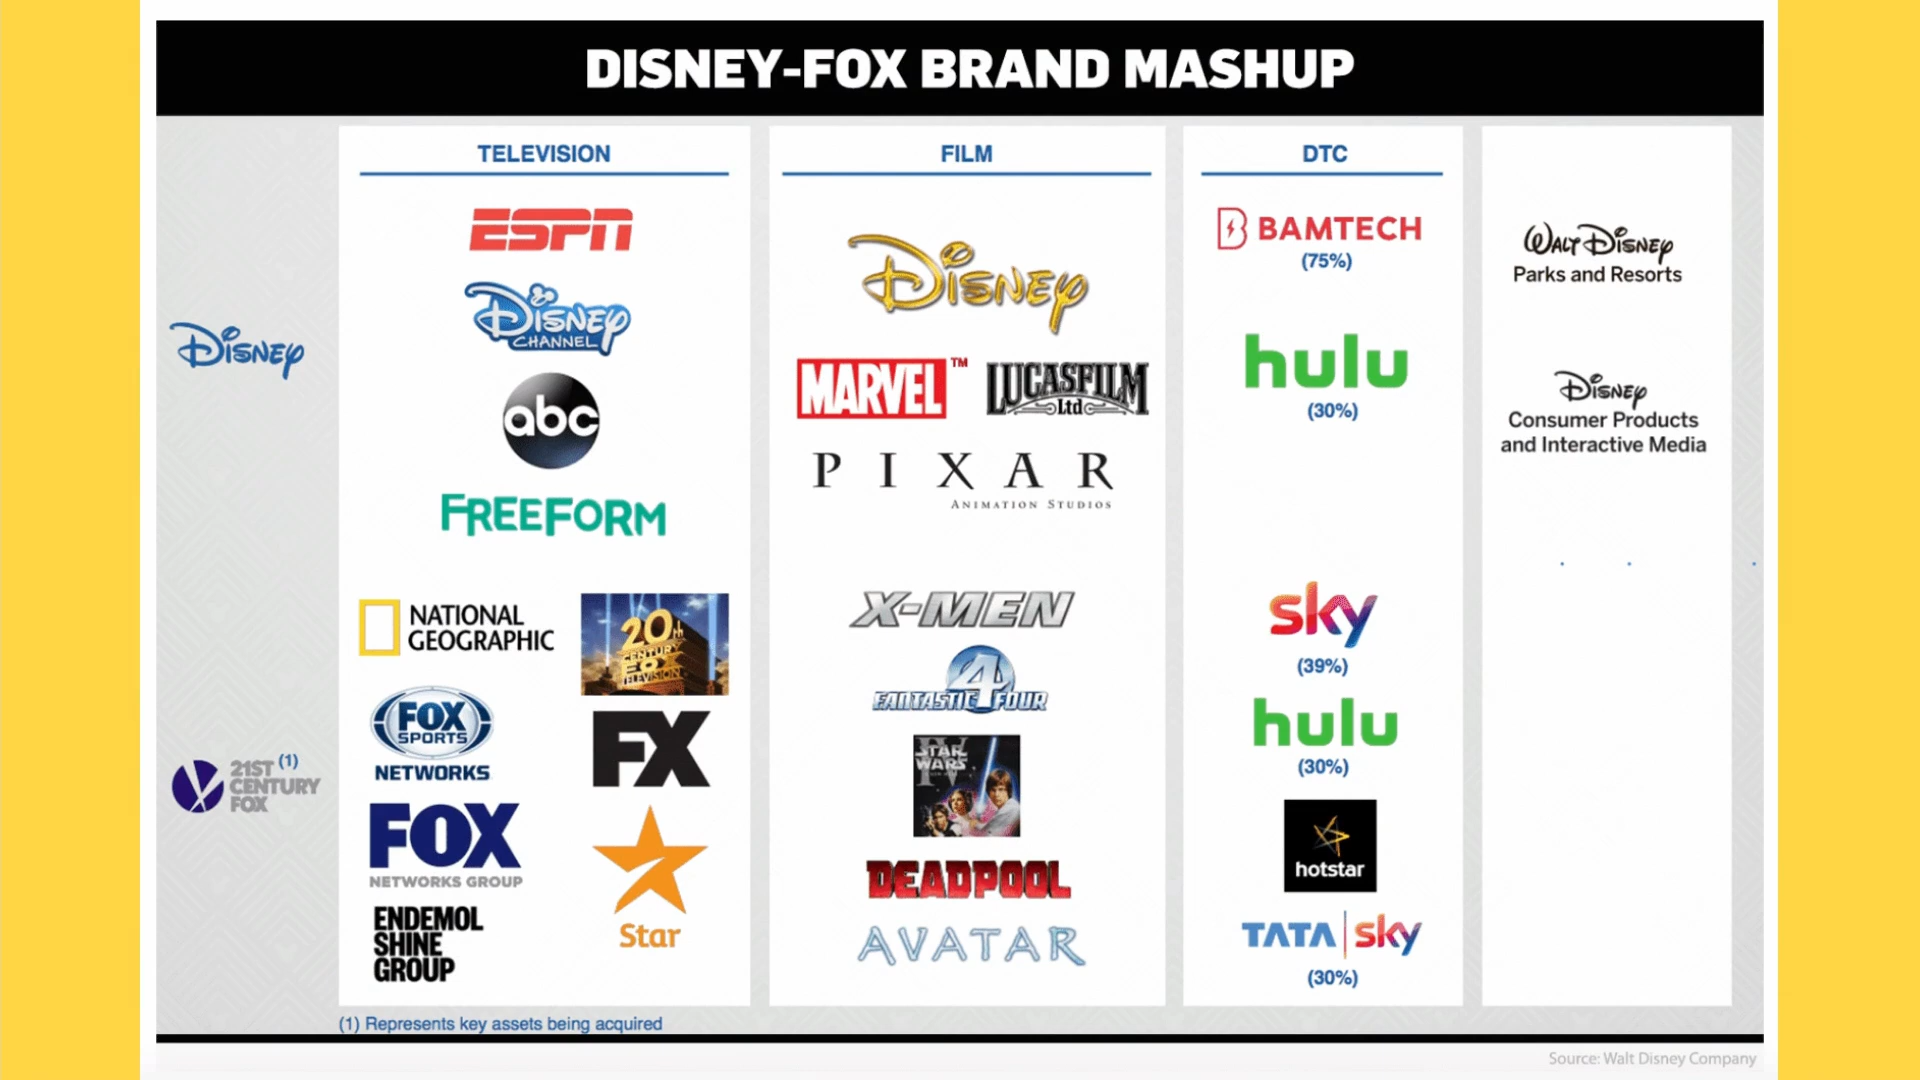 DISNEY-FOX BRAND MASHUP
TELEVISION
FILM
DTC
DISNEY
ESPN
DISNEY
CHANNEL
abc
FREEFORM
DISNEY
MARVEL™
LUCASFILM
Ltd
PIXAR
ANIMATION STUDIOS
BAMTECH
(75%)
hulu
(30%)
WALT DISNEY
Parks and Resorts
DISNEY
Consumer Products
and Interactive Media
21ST (1)
CENTURY
FOX
NATIONAL
GEOGRAPHIC
20th
CENTURY
FOX
TELEVISION
FOX
SPORTS
NETWORKS
FX
FOX
NETWORKS GROUP
Star
ENDEMOL
SHINE
GROUP
X-MEN
4
FANTASTIC FOUR
STAR
WARS
IV
DEADPOOL
AVATAR
sky
(39%)
hulu
(30%)
hotstar
TATA sky
(30%)
(1) Represents key assets being acquired
Source: Walt Disney Company